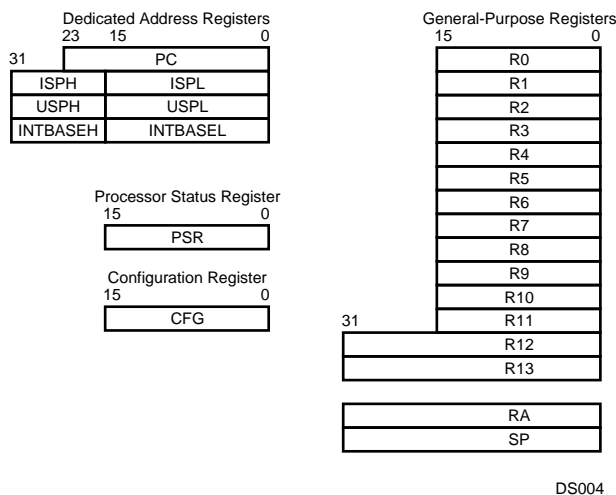 Dedicated Address Registers
23 15 0
31 PC
ISPH ISPL
USPH USPL
INTBASEH INTBASEL
Processor Status Register
15 0
PSR
Configuration Register
15 0
CFG
General-Purpose Registers
15 0
R0
R1
R2
R3
R4
R5
R6
R7
R8
R9
R10
31 R11
R12
R13
RA
SP
DS004